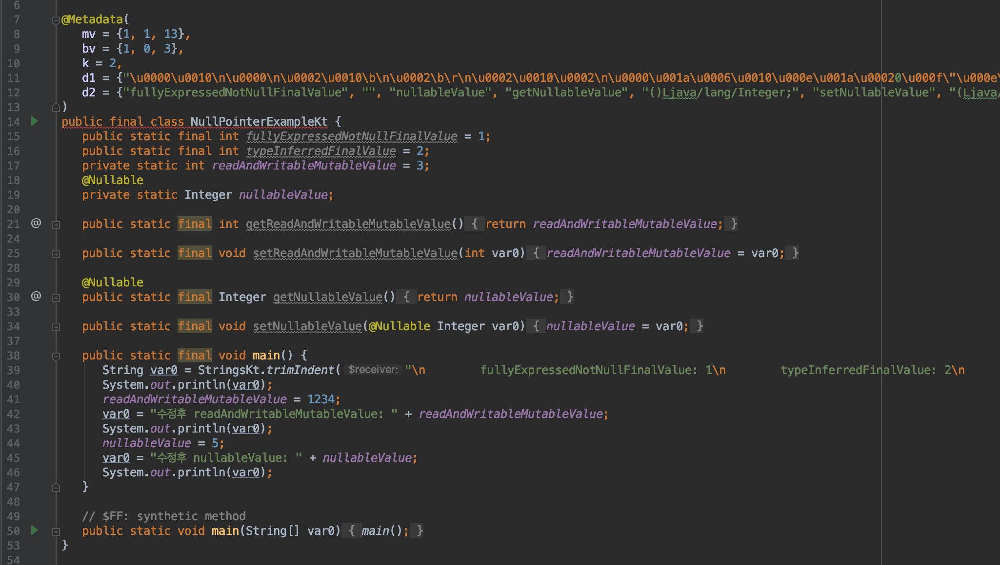 6
7 @Metadata(
8 mv = {1, 1, 13},
9 bv = {1, 0, 3},
10 k = 2,
11 d1 = {"\u0000\u0010\n\u0000\n\u0002\u0010\b\n\u0002\b\r\n\u0002\u0010\u0002\n\u0000\u001a\u0006\u0010\u000e\u001a\u00020\u000f\"\u000e\
12 d2 = {"fullyExpressedNotNullFinalValue", "", "nullableValue", "getNullableValue", "()Ljava/lang/Integer;", "setNullableValue", "(Ljava/
13 )
14 public final class NullPointerExampleKt {
15 public static final int fullyExpressedNotNullFinalValue = 1;
16 public static final int typeInferredFinalValue = 2;
17 private static int readAndWritableMutableValue = 3;
18 @Nullable
19 private static Integer nullableValue;
20
21 @ public static final int getReadAndWritableMutableValue() { return readAndWritableMutableValue; }
24
25 public static final void setReadAndWritableMutableValue(int var0) { readAndWritableMutableValue = var0; }
28
29 @Nullable
30 @ public static final Integer getNullableValue() { return nullableValue; }
33
34 public static final void setNullableValue(@Nullable Integer var0) { nullableValue = var0; }
37
38 public static final void main() {
39 String var0 = StringsKt.trimIndent( $receiver: "\n        fullyExpressedNotNullFinalValue: 1\n        typeInferredFinalValue: 2\n
40 System.out.println(var0);
41 readAndWritableMutableValue = 1234;
42 var0 = "수정후 readAndWritableMutableValue: " + readAndWritableMutableValue;
43 System.out.println(var0);
44 nullableValue = 5;
45 var0 = "수정후 nullableValue: " + nullableValue;
46 System.out.println(var0);
47 }
48
49 // $FF: synthetic method
50 public static void main(String[] var0) { main(); }
53 }
54